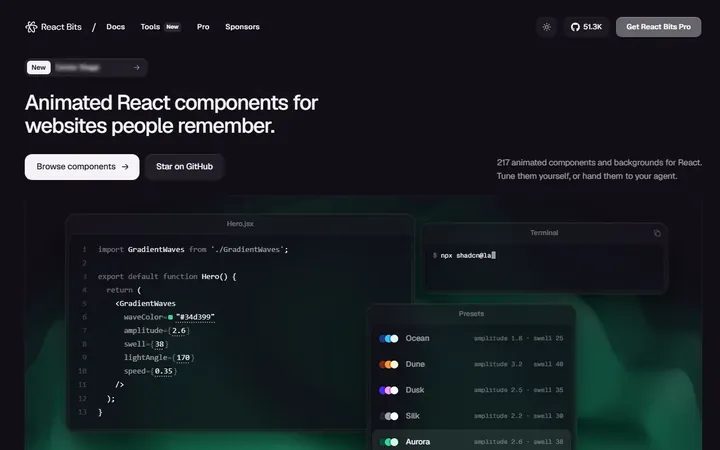 React Bits / Docs Tools New Pro Sponsors 51.3K Get React Bits Pro
New →
Animated React components for
websites people remember.
Browse components → Star on GitHub
217 animated components and backgrounds for React.
Tune them yourself, or hand them to your agent.
Hero.jsx
1 import GradientWaves from './GradientWaves';
2
3 export default function Hero() {
4 return (
5 <GradientWaves
6 waveColor="#34d399"
7 amplitude={2.6}
8 swell={38}
9 lightAngle={170}
10 speed={0.35}
11 />
12 );
13 }
Terminal
$ npx shadcn@la
Presets
Ocean amplitude 1.8 · swell 25
Dune amplitude 3.2 · swell 48
Dusk amplitude 2.5 · swell 35
Silk amplitude 2.2 · swell 30
Aurora amplitude 2.6 · swell 38